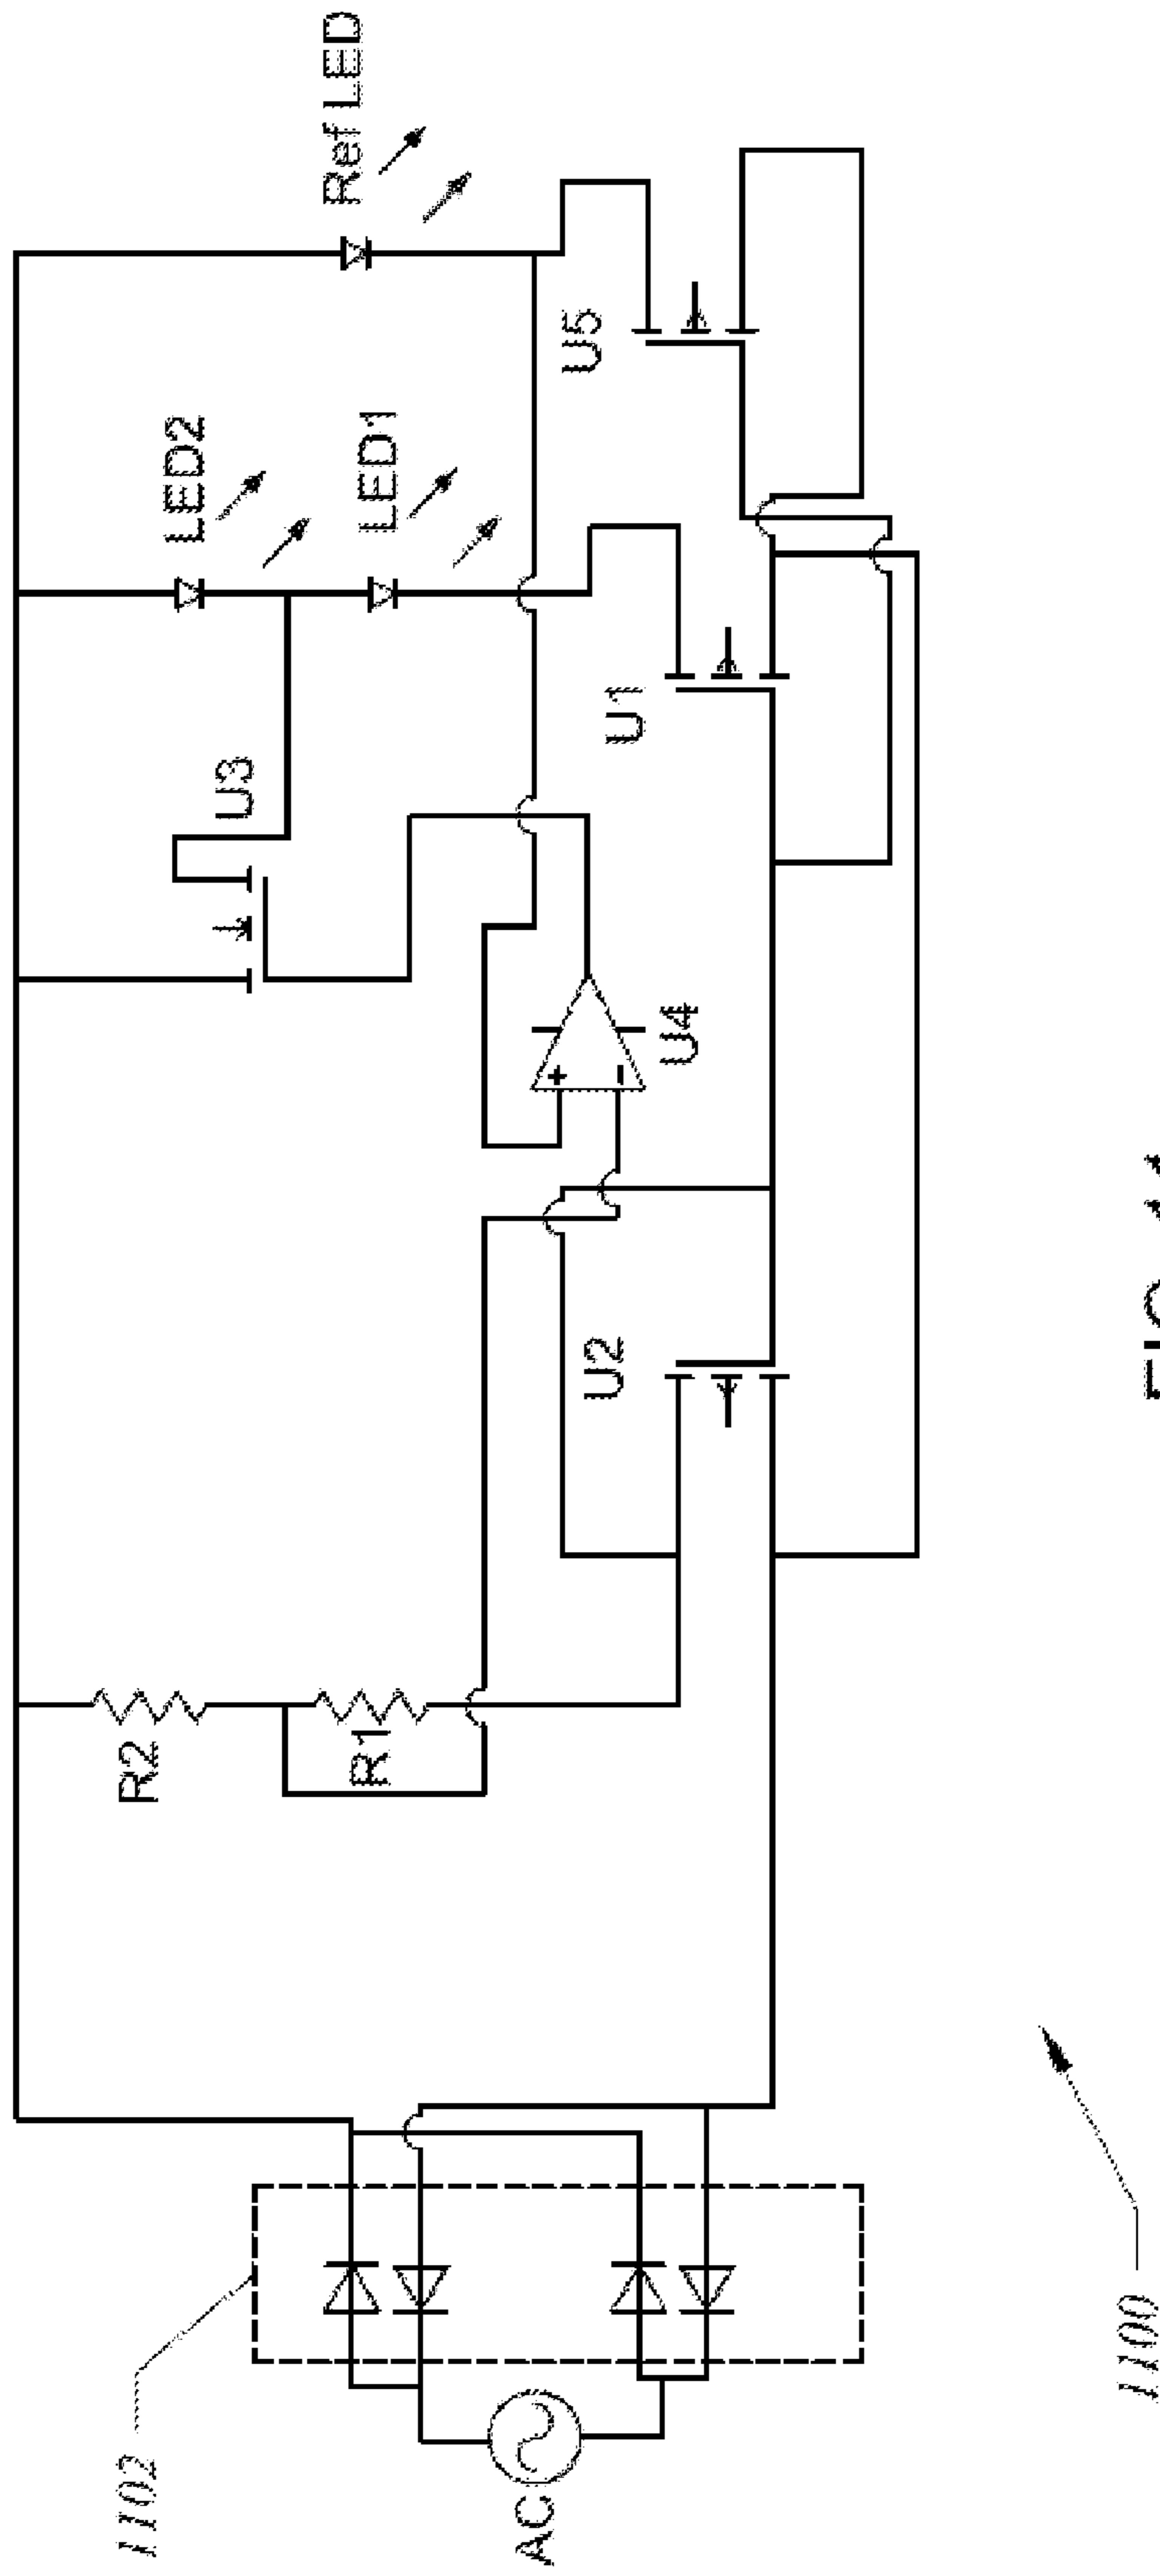 Ref LED
LED2
LED1
U3
U5
U1
+
−
U4
U2
R2
R1
1102
AC
1100